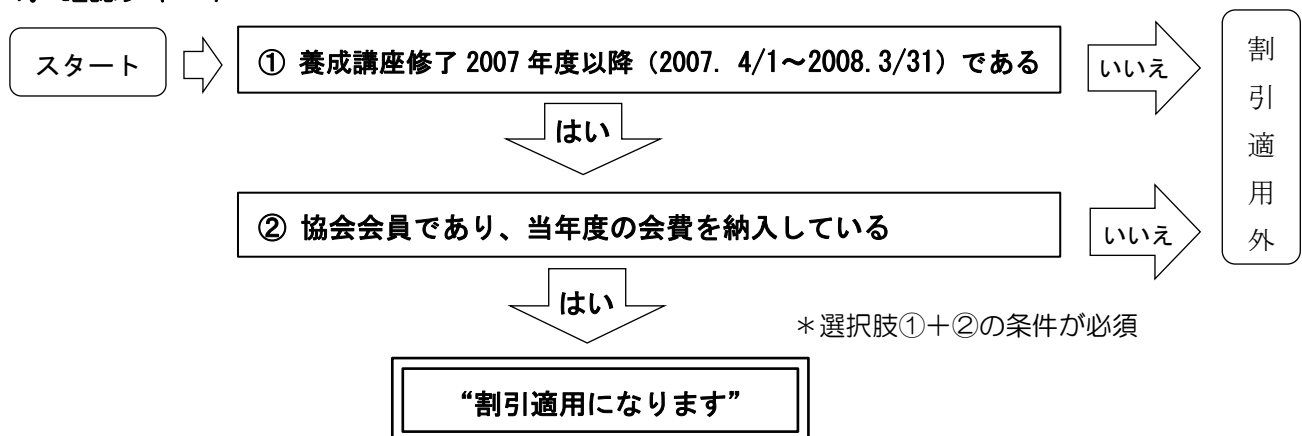 スタート
① 養成講座修了 2007 年度以降（2007. 4/1～2008. 3/31）である
いいえ
割引適用外
はい
② 協会会員であり、当年度の会費を納入している
いいえ
はい
＊選択肢①＋②の条件が必須
“割引適用になります”